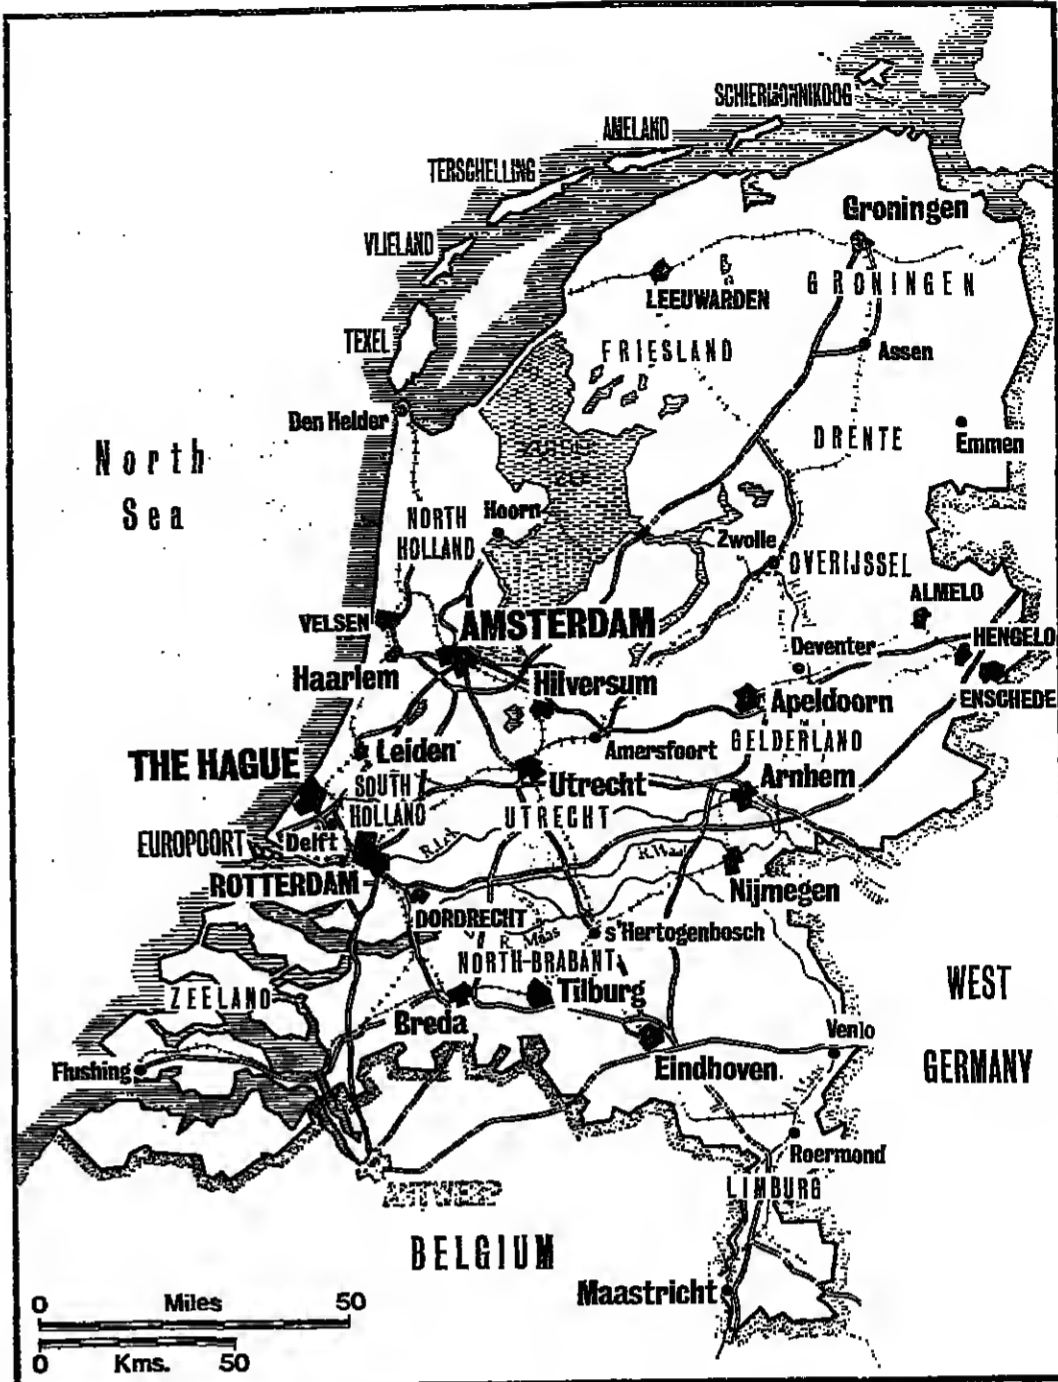 SCHIERMONNIKOOG
AMELAND
TERSCHELLING
VLIELAND
TEXEL
Groningen
GRONINGEN
LEEUWARDEN
FRIESLAND
Assen
Den Helder
DRENTE
Emmen
North
Sea
NORTH
HOLLAND
Hoorn
Zwolle
OVERIJSSEL
ALMELO
VELSEN
AMSTERDAM
HENGELO
Deventer
Haarlem
Hilversum
Apeldoorn
ENSCHEDE
Leiden
Amersfoort
GELDERLAND
THE HAGUE
SOUTH
HOLLAND
Utrecht
Arnhem
UTRECHT
EUROPOORT
Delft
R. Lek
R. Waal
ROTTERDAM
Nijmegen
DORDRECHT
R. Maas
s'Hertogenbosch
NORTH-BRABANT
ZEELAND
Tilburg
Breda
WEST
GERMANY
Venlo
Flushing
Eindhoven
Roermond
ANTWERP
LIMBURG
BELGIUM
Maastricht
0 Miles 50
0 Kms. 50